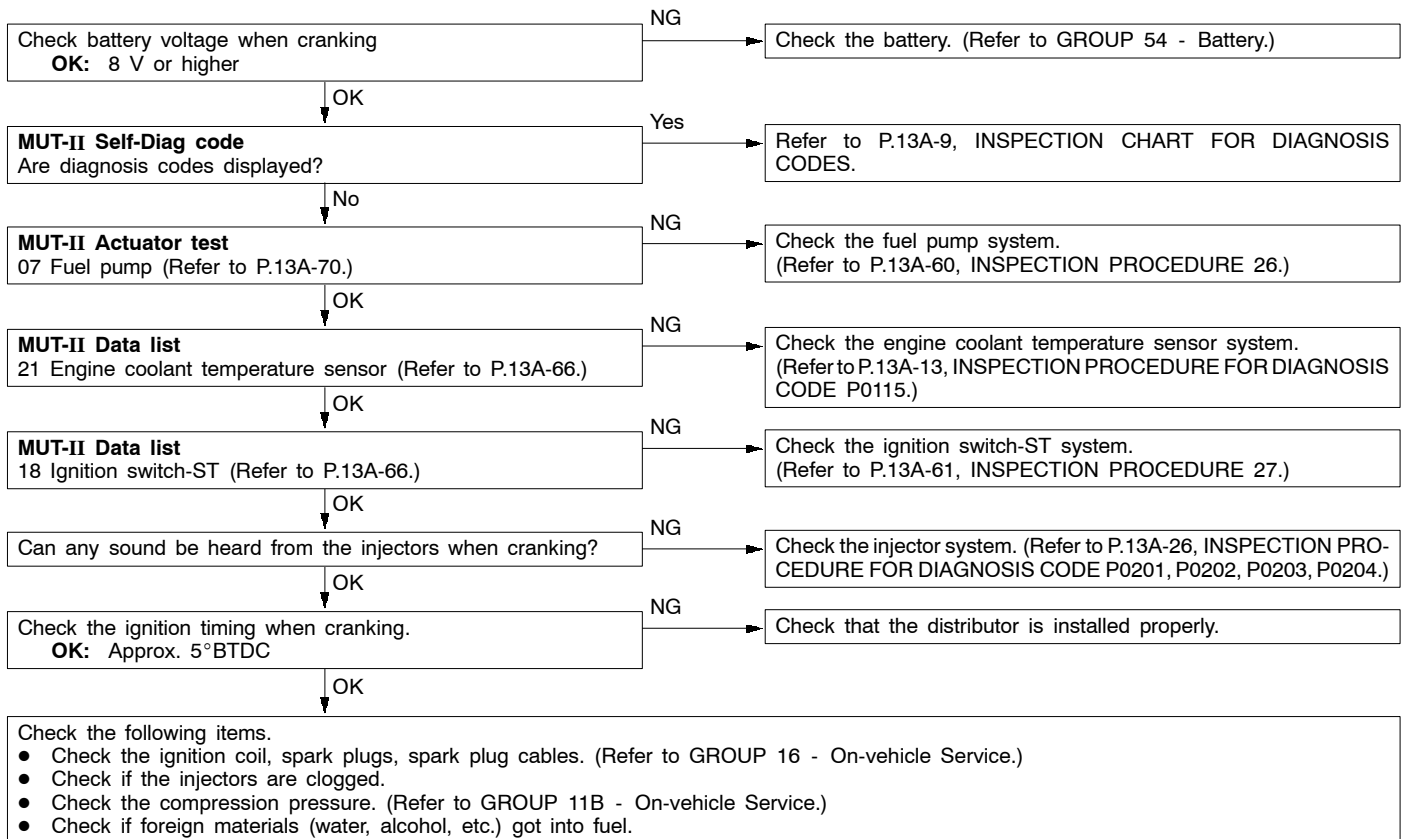 Check battery voltage when cranking
OK: 8 V or higher
NG
Check the battery. (Refer to GROUP 54 - Battery.)
OK
MUT-II Self-Diag code
Are diagnosis codes displayed?
Yes
Refer to P.13A-9, INSPECTION CHART FOR DIAGNOSIS
CODES.
No
MUT-II Actuator test
07 Fuel pump (Refer to P.13A-70.)
NG
Check the fuel pump system.
(Refer to P.13A-60, INSPECTION PROCEDURE 26.)
OK
MUT-II Data list
21 Engine coolant temperature sensor (Refer to P.13A-66.)
NG
Check the engine coolant temperature sensor system.
(Refer to P.13A-13, INSPECTION PROCEDURE FOR DIAGNOSIS
CODE P0115.)
OK
MUT-II Data list
18 Ignition switch-ST (Refer to P.13A-66.)
NG
Check the ignition switch-ST system.
(Refer to P.13A-61, INSPECTION PROCEDURE 27.)
OK
Can any sound be heard from the injectors when cranking?
NG
Check the injector system. (Refer to P.13A-26, INSPECTION PRO-
CEDURE FOR DIAGNOSIS CODE P0201, P0202, P0203, P0204.)
OK
Check the ignition timing when cranking.
OK: Approx. 5°BTDC
NG
Check that the distributor is installed properly.
OK
Check the following items.
● Check the ignition coil, spark plugs, spark plug cables. (Refer to GROUP 16 - On-vehicle Service.)
● Check if the injectors are clogged.
● Check the compression pressure. (Refer to GROUP 11B - On-vehicle Service.)
● Check if foreign materials (water, alcohol, etc.) got into fuel.